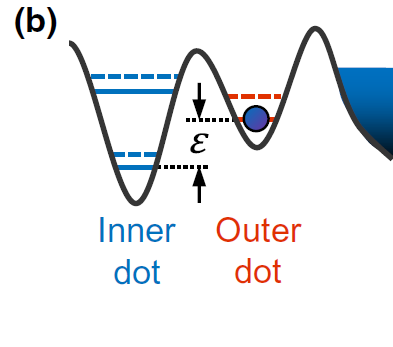 (b)
ε
Inner Outer
dot dot